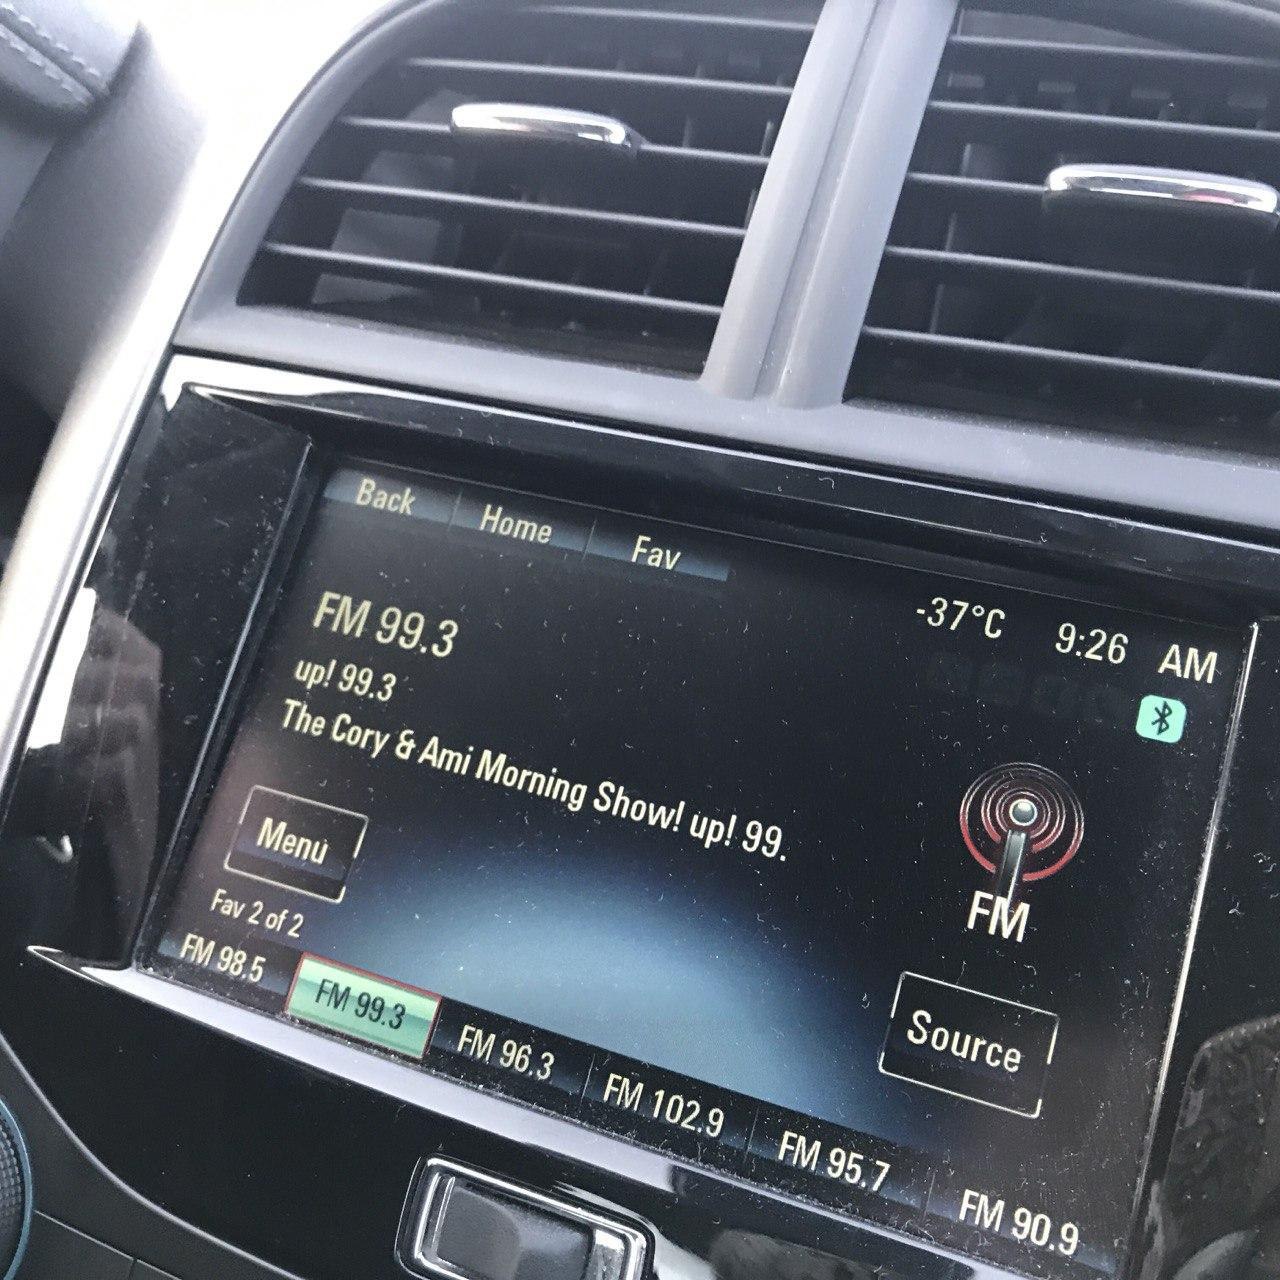 Back Home Fav
-37°C 9:26 AM
FM 99.3
up! 99.3
The Cory & Ami Morning Show! up! 99.
Menu
FM
Source
Fav 2 of 2
FM 98.5 FM 99.3 FM 96.3 FM 102.9 FM 95.7 FM 90.9